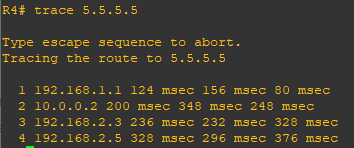 R4# trace 5.5.5.5
Type escape sequence to abort.
Tracing the route to 5.5.5.5
1 192.168.1.1 124 msec 156 msec 80 msec
2 10.0.0.2 200 msec 348 msec 248 msec
3 192.168.2.3 236 msec 232 msec 328 msec
4 192.168.2.5 328 msec 296 msec 376 msec